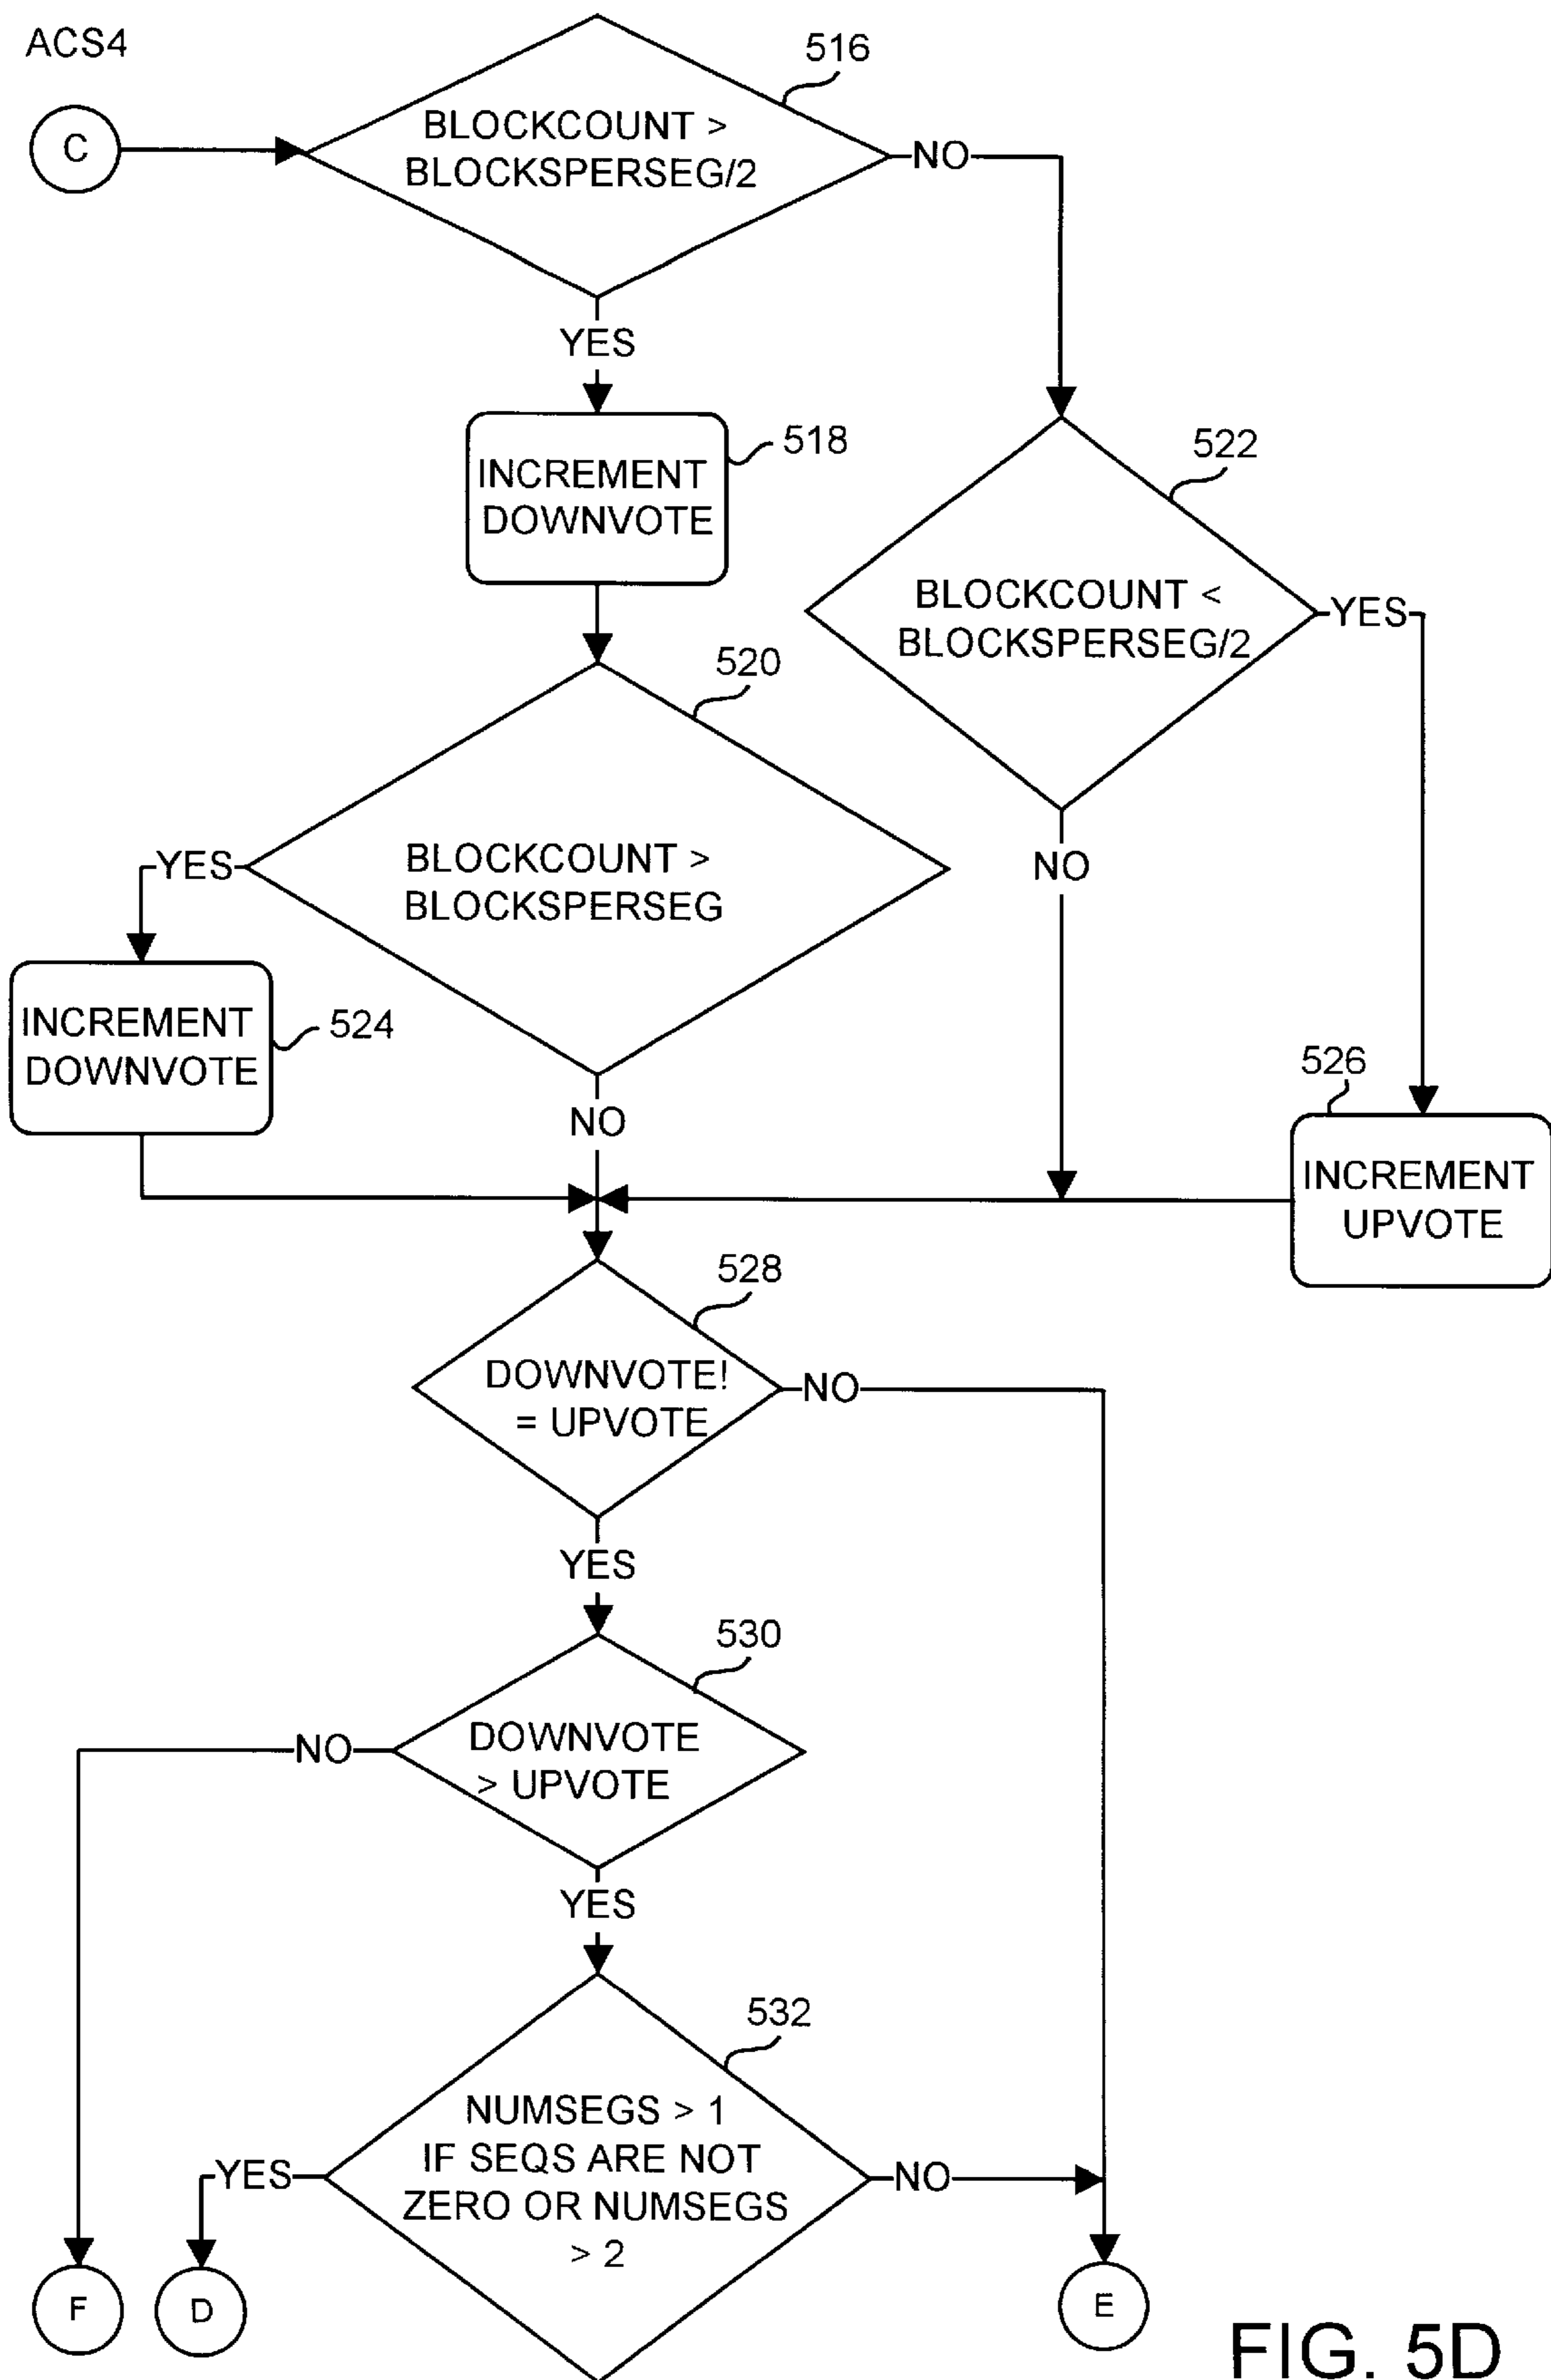 ACS4
516
C
BLOCKCOUNT >
BLOCKSPERSEG/2
NO
YES
518
INCREMENT
DOWNVOTE
522
BLOCKCOUNT <
BLOCKSPERSEG/2
YES
NO
520
BLOCKCOUNT >
BLOCKSPERSEG
YES
NO
INCREMENT
DOWNVOTE
524
526
INCREMENT
UPVOTE
528
DOWNVOTE!
= UPVOTE
NO
YES
530
DOWNVOTE
> UPVOTE
NO
YES
532
NUMSEGS > 1
IF SEQS ARE NOT
ZERO OR NUMSEGS
> 2
YES
NO
F
D
E
FIG. 5D